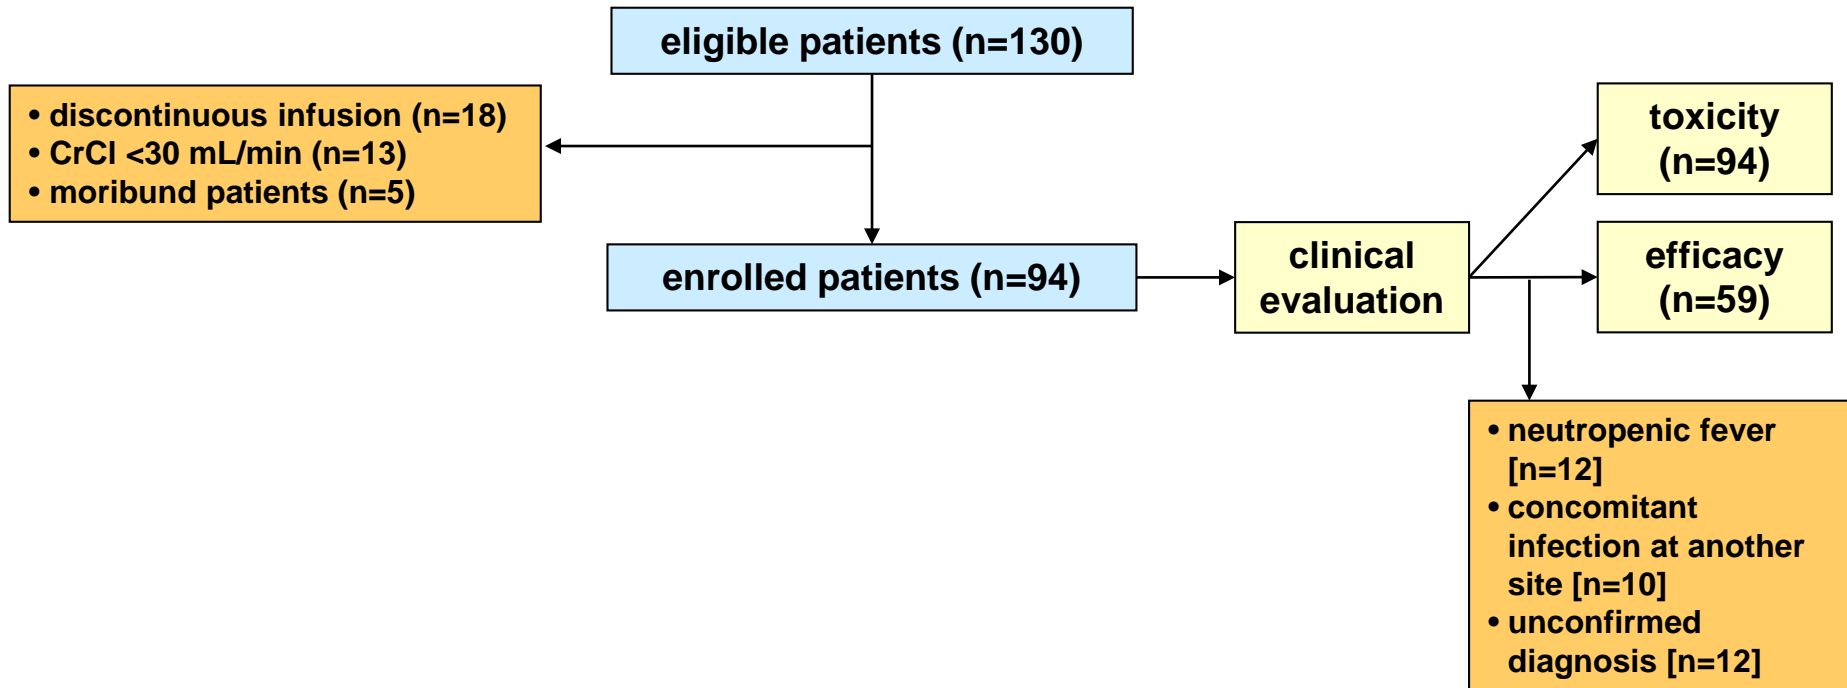 eligible patients (n=130)
• discontinuous infusion (n=18)
• CrCl <30 mL/min (n=13)
• moribund patients (n=5)
enrolled patients (n=94)
clinical
evaluation
toxicity
(n=94)
efficacy
(n=59)
• neutropenic fever
[n=12]
• concomitant
infection at another
site [n=10]
• unconfirmed
diagnosis [n=12]